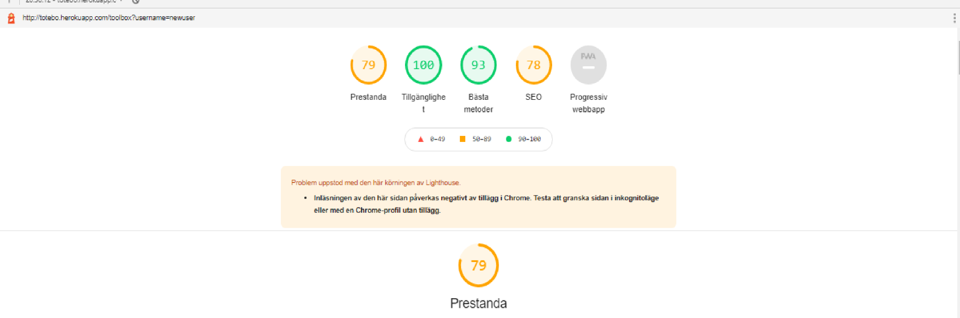 http://totebo.herokuapp.com/toolbox?username=newuser
79 100 93 78 PWA
Prestanda Tillgänglighet Bästa metoder SEO Progressiv webbapp
0–49 50–89 90–100
Problem uppstod med den här körningen av Lighthouse.
Inläsningen av den här sidan påverkas negativt av tillägg i Chrome. Testa att granska sidan i inkognitoläge
eller med en Chrome-profil utan tillägg.
79
Prestanda